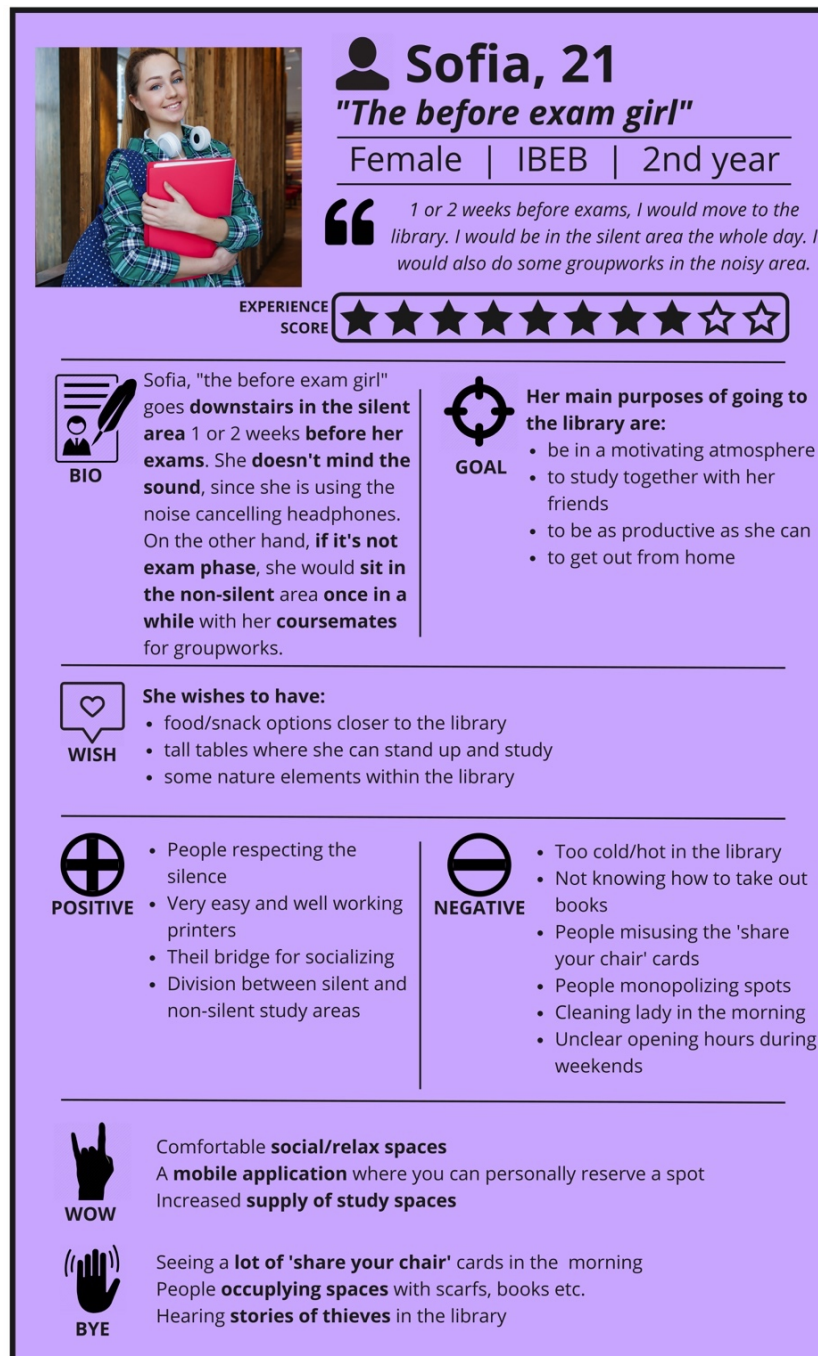 Sofia, 21
"The before exam girl"
Female | IBEB | 2nd year
1 or 2 weeks before exams, I would move to the
library. I would be in the silent area the whole day. I
would also do some groupworks in the noisy area.
EXPERIENCE
SCORE
BIO
Sofia, "the before exam girl"
goes downstairs in the silent
area 1 or 2 weeks before her
exams. She doesn't mind the
sound, since she is using the
noise cancelling headphones.
On the other hand, if it's not
exam phase, she would sit in
the non-silent area once in a
while with her coursemates
for groupworks.
GOAL
Her main purposes of going to
the library are:
• be in a motivating atmosphere
• to study together with her
friends
• to be as productive as she can
• to get out from home
WISH
She wishes to have:
• food/snack options closer to the library
• tall tables where she can stand up and study
• some nature elements within the library
POSITIVE
• People respecting the
silence
• Very easy and well working
printers
• Theil bridge for socializing
• Division between silent and
non-silent study areas
NEGATIVE
• Too cold/hot in the library
• Not knowing how to take out
books
• People misusing the 'share
your chair' cards
• People monopolizing spots
• Cleaning lady in the morning
• Unclear opening hours during
weekends
WOW
Comfortable social/relax spaces
A mobile application where you can personally reserve a spot
Increased supply of study spaces
BYE
Seeing a lot of 'share your chair' cards in the morning
People occuplying spaces with scarfs, books etc.
Hearing stories of thieves in the library